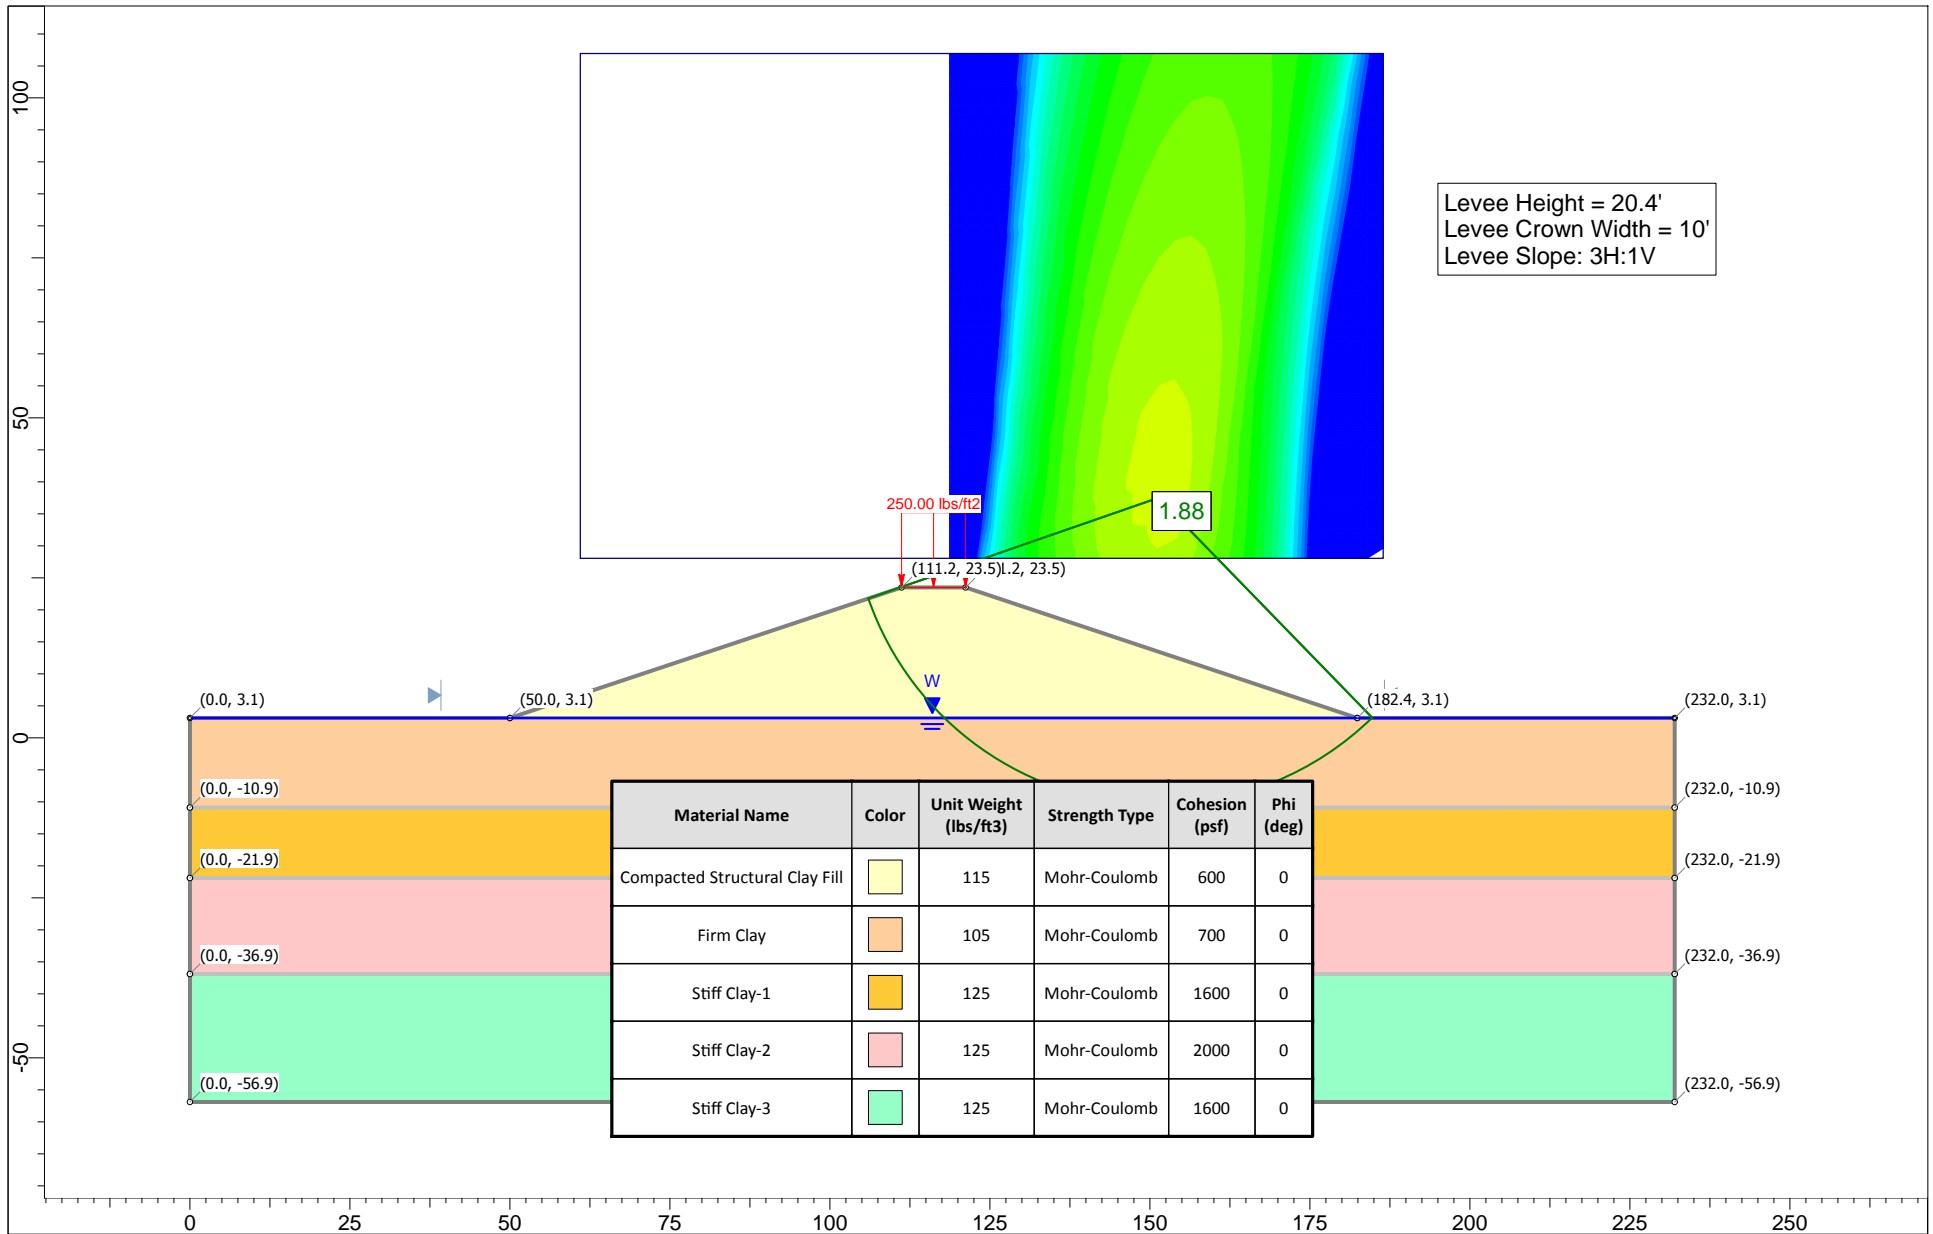 100
50
0
-50
Levee Height = 20.4'
Levee Crown Width = 10'
Levee Slope: 3H:1V
1.88
250.00 lbs/ft2
(111.2, 23.5)
1.2, 23.5)
W
(0.0, 3.1)
(50.0, 3.1)
(182.4, 3.1)
(232.0, 3.1)
(0.0, -10.9)
(232.0, -10.9)
(0.0, -21.9)
(232.0, -21.9)
(0.0, -36.9)
(232.0, -36.9)
(0.0, -56.9)
(232.0, -56.9)
Material Name Color Unit Weight (lbs/ft3) Strength Type Cohesion (psf) Phi (deg)
Compacted Structural Clay Fill 115 Mohr-Coulomb 600 0
Firm Clay 105 Mohr-Coulomb 700 0
Stiff Clay-1 125 Mohr-Coulomb 1600 0
Stiff Clay-2 125 Mohr-Coulomb 2000 0
Stiff Clay-3 125 Mohr-Coulomb 1600 0
0 25 50 75 100 125 150 175 200 225 250